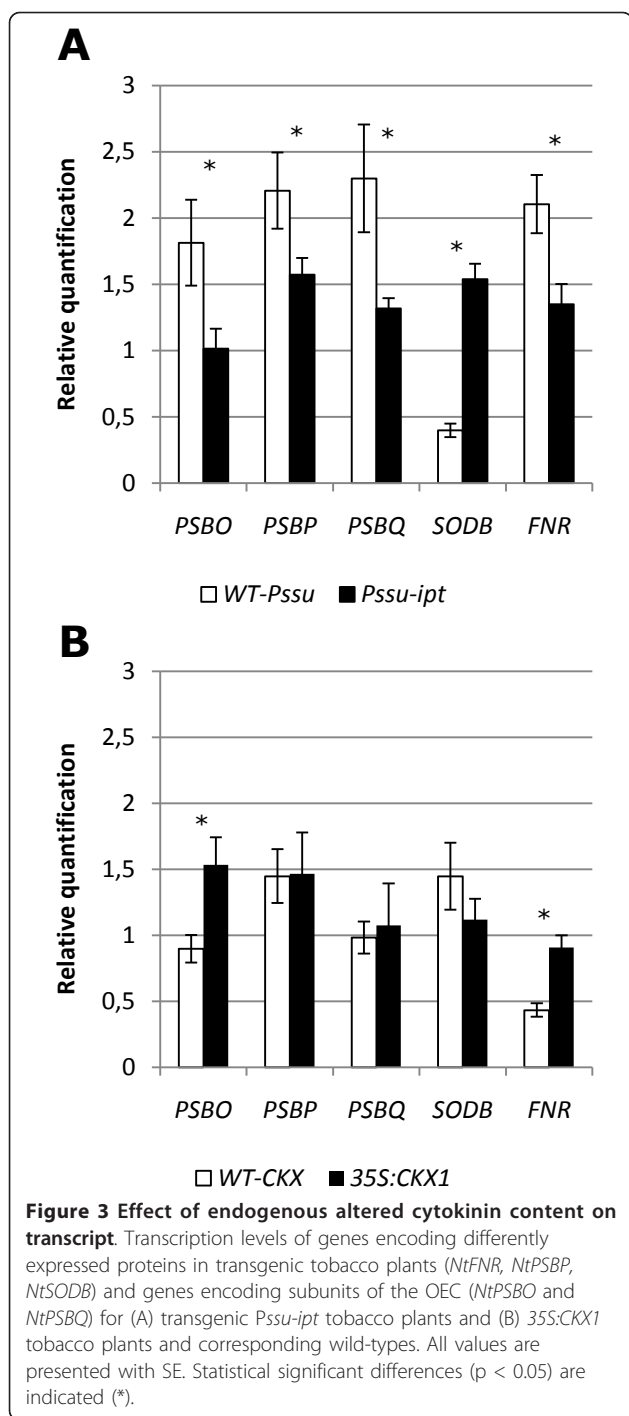 A
3
2,5
2
1,5
1
0,5
0
Relative quantification
*
*
*
*
*
PSBO PSBP PSBQ SODB FNR
WT-Pssu Pssu-ipt
B
3
2,5
2
1,5
1
0,5
0
Relative quantification
*
*
PSBO PSBP PSBQ SODB FNR
WT-CKX 35S:CKX1
Figure 3 Effect of endogenous altered cytokinin content on
transcript. Transcription levels of genes encoding differently
expressed proteins in transgenic tobacco plants (NtFNR, NtPSBP,
NtSODB) and genes encoding subunits of the OEC (NtPSBO and
NtPSBQ) for (A) transgenic Pssu-ipt tobacco plants and (B) 35S:CKX1
tobacco plants and corresponding wild-types. All values are
presented with SE. Statistical significant differences (p < 0.05) are
indicated (*).